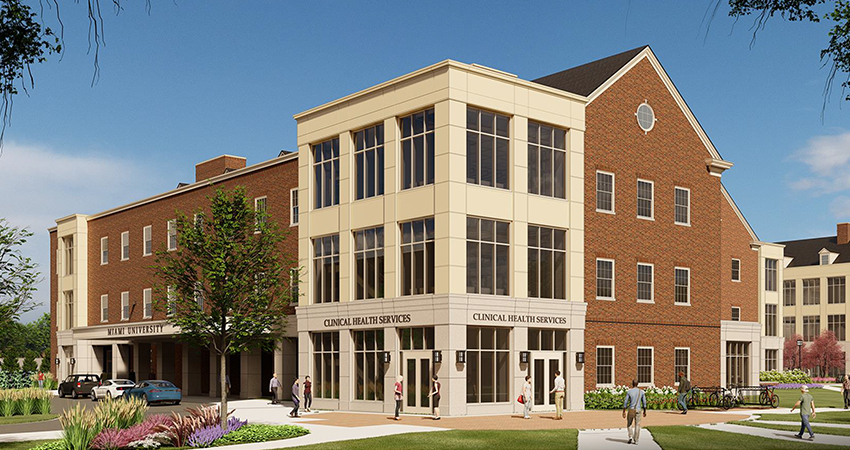 MIAMI UNIVERSITY
CLINICAL HEALTH SERVICES
CLINICAL HEALTH SERVICES